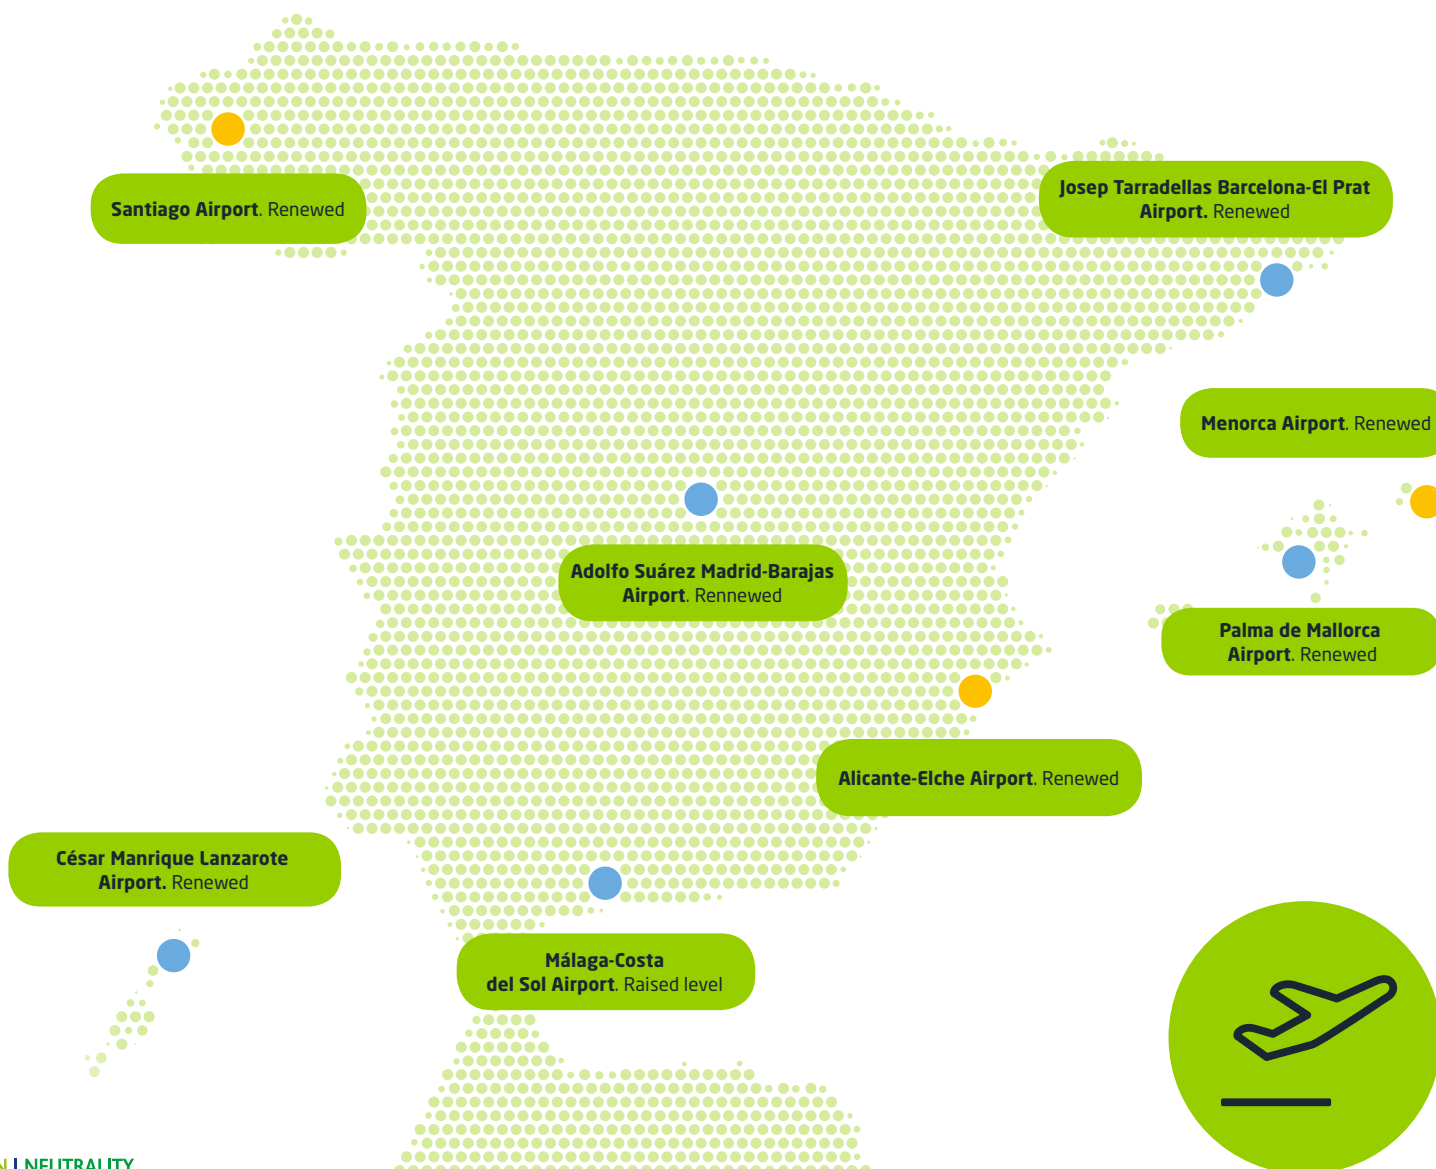 Santiago Airport. Renewed
Josep Tarradellas Barcelona-El Prat
Airport. Renewed
Menorca Airport. Renewed
Adolfo Suárez Madrid-Barajas
Airport. Rennewed
Palma de Mallorca
Airport. Renewed
Alicante-Elche Airport. Renewed
César Manrique Lanzarote
Airport. Renewed
Málaga-Costa
del Sol Airport. Raised level
NEUTRALITY